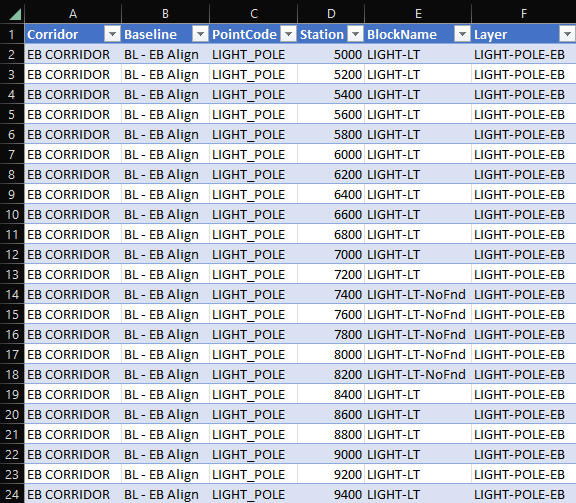 A B C D E F
1 Corridor Baseline PointCode Station BlockName Layer
2 EB CORRIDOR BL - EB Align LIGHT_POLE 5000 LIGHT-LT LIGHT-POLE-EB
3 EB CORRIDOR BL - EB Align LIGHT_POLE 5200 LIGHT-LT LIGHT-POLE-EB
4 EB CORRIDOR BL - EB Align LIGHT_POLE 5400 LIGHT-LT LIGHT-POLE-EB
5 EB CORRIDOR BL - EB Align LIGHT_POLE 5600 LIGHT-LT LIGHT-POLE-EB
6 EB CORRIDOR BL - EB Align LIGHT_POLE 5800 LIGHT-LT LIGHT-POLE-EB
7 EB CORRIDOR BL - EB Align LIGHT_POLE 6000 LIGHT-LT LIGHT-POLE-EB
8 EB CORRIDOR BL - EB Align LIGHT_POLE 6200 LIGHT-LT LIGHT-POLE-EB
9 EB CORRIDOR BL - EB Align LIGHT_POLE 6400 LIGHT-LT LIGHT-POLE-EB
10 EB CORRIDOR BL - EB Align LIGHT_POLE 6600 LIGHT-LT LIGHT-POLE-EB
11 EB CORRIDOR BL - EB Align LIGHT_POLE 6800 LIGHT-LT LIGHT-POLE-EB
12 EB CORRIDOR BL - EB Align LIGHT_POLE 7000 LIGHT-LT LIGHT-POLE-EB
13 EB CORRIDOR BL - EB Align LIGHT_POLE 7200 LIGHT-LT LIGHT-POLE-EB
14 EB CORRIDOR BL - EB Align LIGHT_POLE 7400 LIGHT-LT-NoFnd LIGHT-POLE-EB
15 EB CORRIDOR BL - EB Align LIGHT_POLE 7600 LIGHT-LT-NoFnd LIGHT-POLE-EB
16 EB CORRIDOR BL - EB Align LIGHT_POLE 7800 LIGHT-LT-NoFnd LIGHT-POLE-EB
17 EB CORRIDOR BL - EB Align LIGHT_POLE 8000 LIGHT-LT-NoFnd LIGHT-POLE-EB
18 EB CORRIDOR BL - EB Align LIGHT_POLE 8200 LIGHT-LT-NoFnd LIGHT-POLE-EB
19 EB CORRIDOR BL - EB Align LIGHT_POLE 8400 LIGHT-LT LIGHT-POLE-EB
20 EB CORRIDOR BL - EB Align LIGHT_POLE 8600 LIGHT-LT LIGHT-POLE-EB
21 EB CORRIDOR BL - EB Align LIGHT_POLE 8800 LIGHT-LT LIGHT-POLE-EB
22 EB CORRIDOR BL - EB Align LIGHT_POLE 9000 LIGHT-LT LIGHT-POLE-EB
23 EB CORRIDOR BL - EB Align LIGHT_POLE 9200 LIGHT-LT LIGHT-POLE-EB
24 EB CORRIDOR BL - EB Align LIGHT_POLE 9400 LIGHT-LT LIGHT-POLE-EB